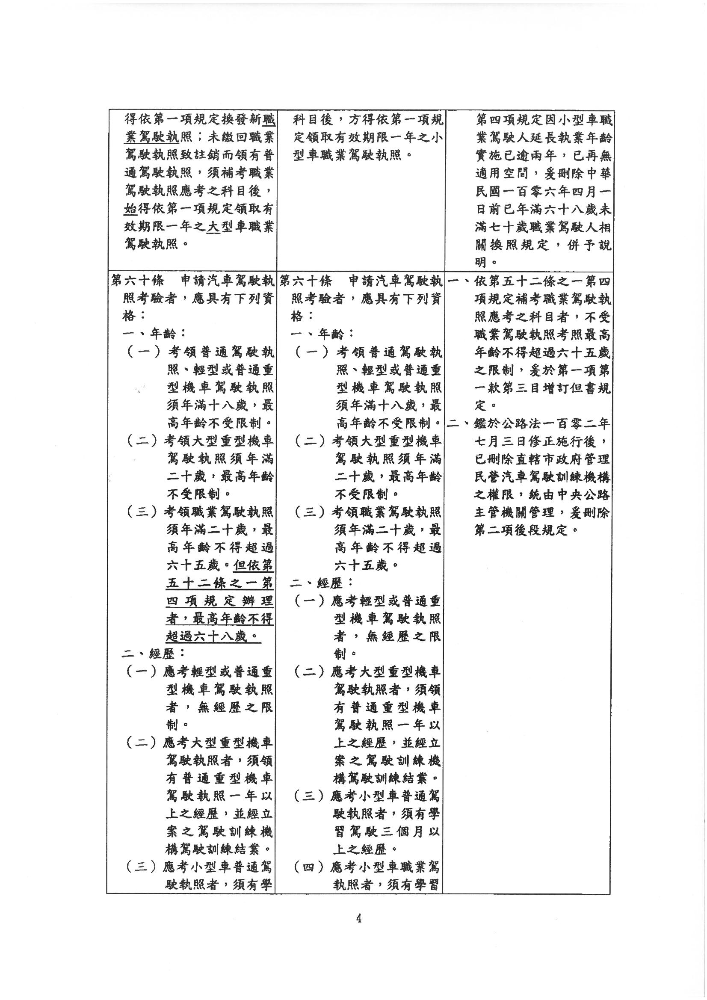 得依第一項規定換發新職
業駕駛執照；未繳回職業
駕駛執照致註銷而領有普
通駕駛執照，須補考職業
駕駛執照應考之科目後，
始得依第一項規定領取有
效期限一年之大型車職業
駕駛執照。
科目後，方得依第一項規
定領取有效期限一年之小
型車職業駕駛執照。
第四項規定因小型車職
業駕駛人延長執業年齡
實施已逾兩年，已再無
適用空間，爰刪除中華
民國一百零六年四月一
日前已年滿六十八歲未
滿七十歲職業駕駛人相
關換照規定，併予說
明。
第六十條　申請汽車駕駛執
照考驗者，應具有下列資
格：
一、年齡：
（一）考領普通駕駛執
照、輕型或普通重
型機車駕駛執照
須年滿十八歲，最
高年齡不受限制。
（二）考領大型重型機車
駕駛執照須年滿
二十歲，最高年齡
不受限制。
（三）考領職業駕駛執照
須年滿二十歲，最
高年齡不得超過
六十五歲。但依第
五十二條之一第
四項規定辦理
者，最高年齡不得
超過六十八歲。
二、經歷：
（一）應考輕型或普通重
型機車駕駛執照
者，無經歷之限
制。
（二）應考大型重型機車
駕駛執照者，須領
有普通重型機車
駕駛執照一年以
上之經歷，並經立
案之駕駛訓練機
構駕駛訓練結業。
（三）應考小型車普通駕
駛執照者，須有學
第六十條　申請汽車駕駛執
照考驗者，應具有下列資
格：
一、年齡：
（一）考領普通駕駛執
照、輕型或普通重
型機車駕駛執照
須年滿十八歲，最
高年齡不受限制。
（二）考領大型重型機車
駕駛執照須年滿
二十歲，最高年齡
不受限制。
（三）考領職業駕駛執照
須年滿二十歲，最
高年齡不得超過
六十五歲。
二、經歷：
（一）應考輕型或普通重
型機車駕駛執照
者，無經歷之限
制。
（二）應考大型重型機車
駕駛執照者，須領
有普通重型機車
駕駛執照一年以
上之經歷，並經立
案之駕駛訓練機
構駕駛訓練結業。
（三）應考小型車普通駕
駛執照者，須有學
習駕駛三個月以
上之經歷。
（四）應考小型車職業駕
執照者，須有學習
一、依第五十二條之一第四
項規定補考職業駕駛執
照應考之科目者，不受
職業駕駛執照考照最高
年齡不得超過六十五歲
之限制，爰於第一項第
一款第三目增訂但書規
定。
二、鑑於公路法一百零二年
七月三日修正施行後，
已刪除直轄市政府管理
民營汽車駕駛訓練機構
之權限，統由中央公路
主管機關管理，爰刪除
第二項後段規定。
4